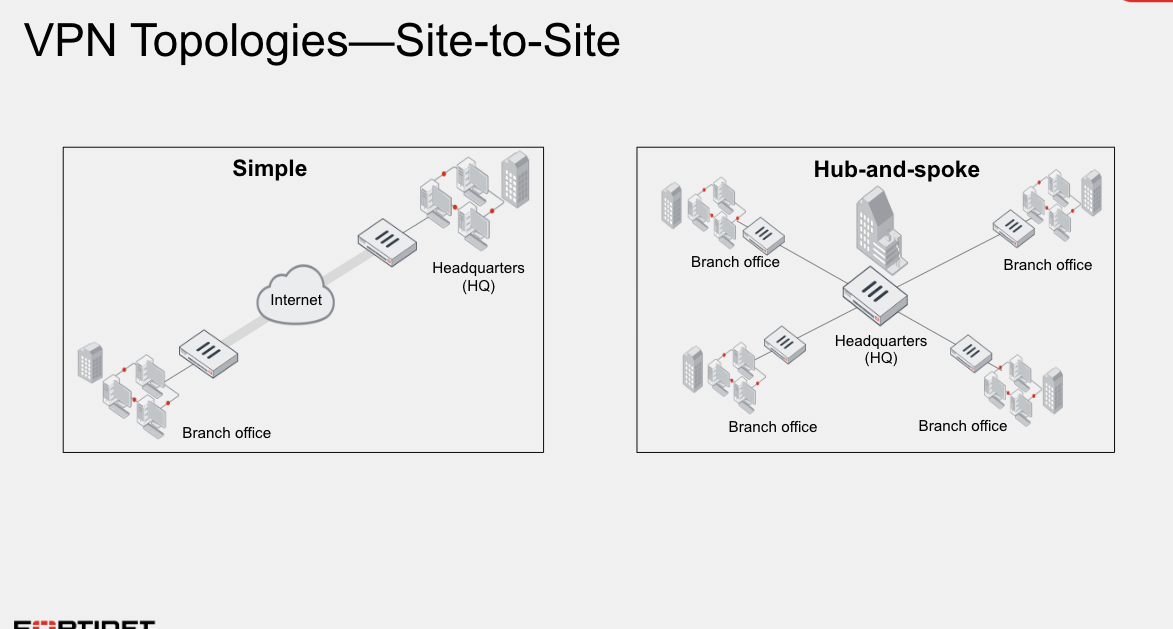 VPN Topologies—Site-to-Site
Simple
Headquarters
(HQ)
Internet
Branch office
Hub-and-spoke
Branch office
Branch office
Headquarters
(HQ)
Branch office
Branch office
FORTINET